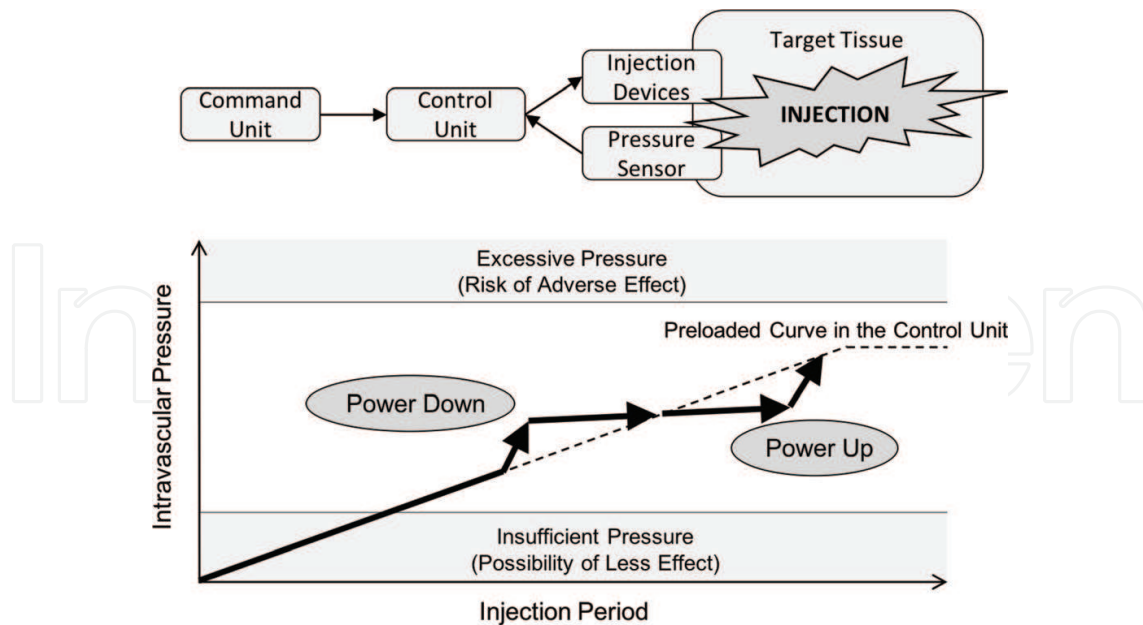 Target Tissue
Injection
Devices
Command
Unit
Control
Unit
INJECTION
Pressure
Sensor
Excessive Pressure
(Risk of Adverse Effect)
Preloaded Curve in the Control Unit
Power Down
Power Up
Insufficient Pressure
(Possibility of Less Effect)
Intravascular Pressure
Injection Period